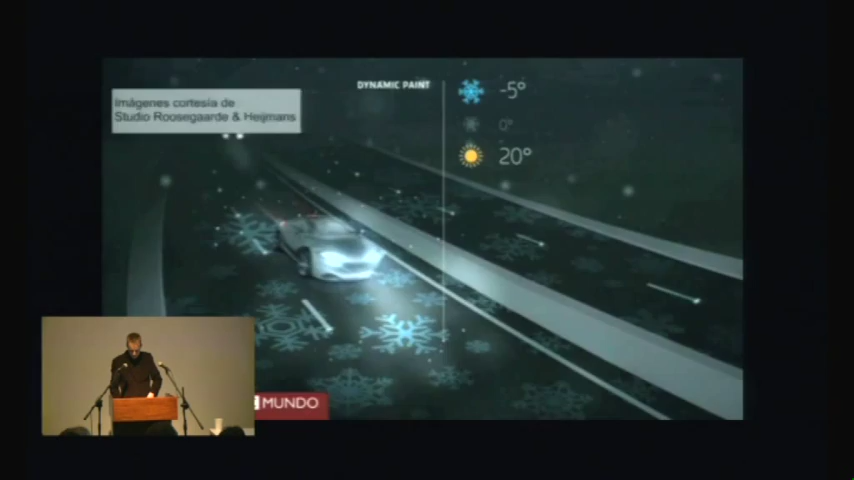 DYNAMIC PAINT
-5°
0°
20°
Imágenes cortesía de
Studio Roosegaarde & Heijmans
MUNDO